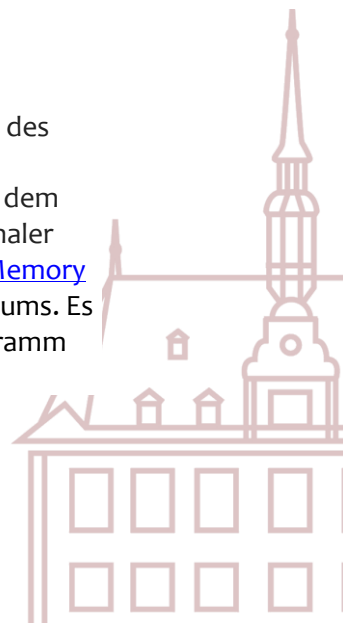 des
dem
naler
Memory
ums. Es
ramm